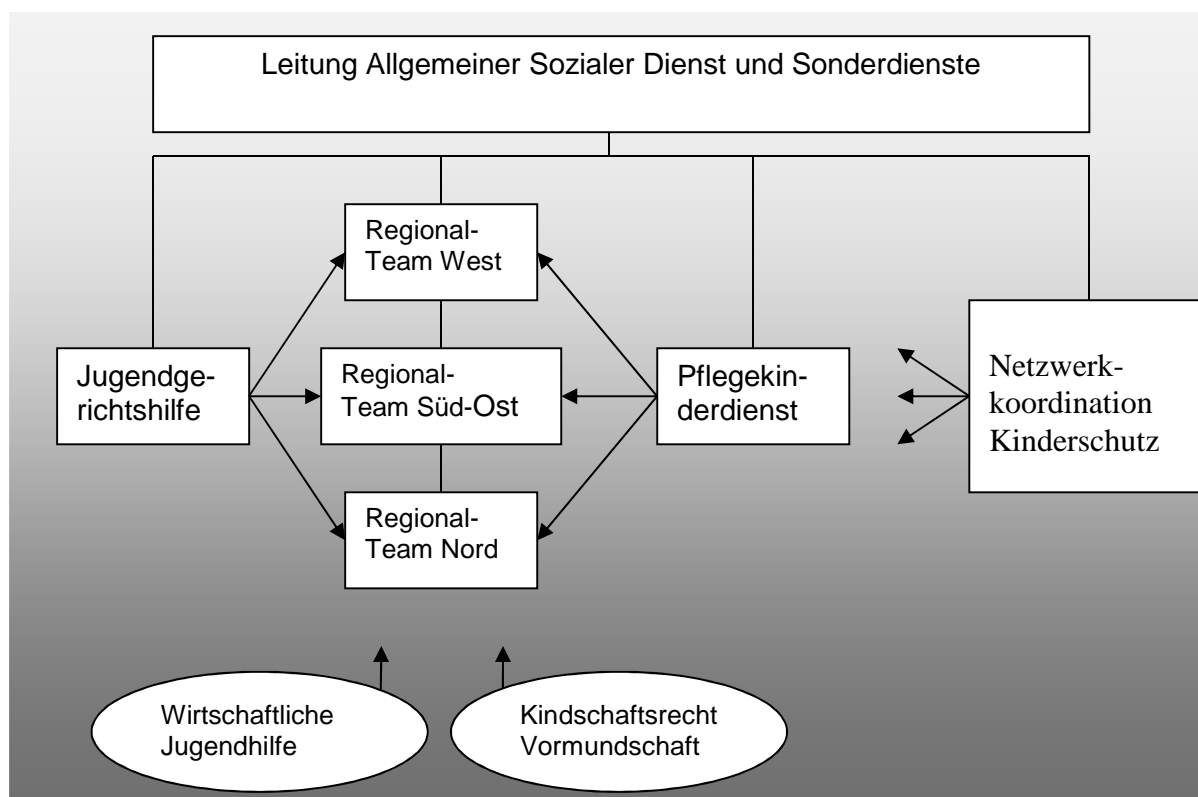 Leitung Allgemeiner Sozialer Dienst und Sonderdienste
Regional-
Team West
Jugendge-
richtshilfe
Regional-
Team Süd-Ost
Pflegekin-
derdienst
Netzwerk-
koordination
Kinderschutz
Regional-
Team Nord
Wirtschaftliche
Jugendhilfe
Kindschaftsrecht
Vormundschaft